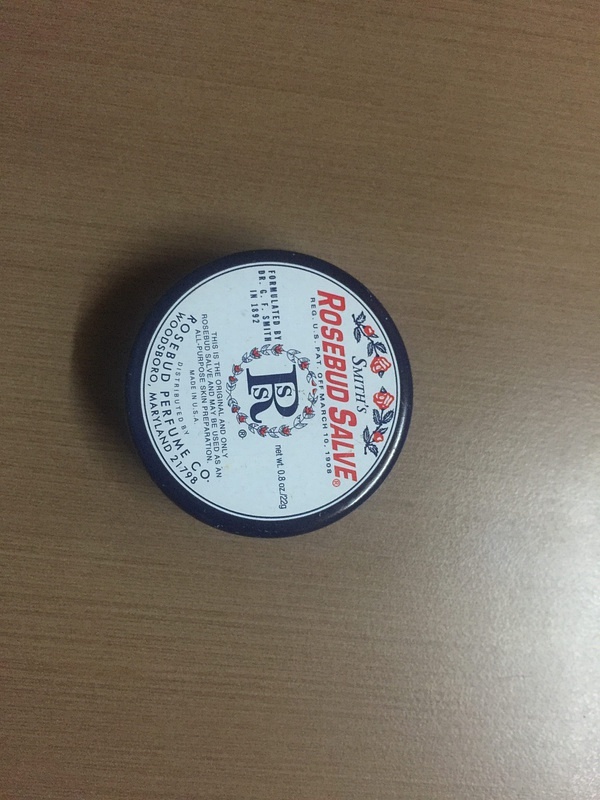 SMITH'S
ROSEBUD SALVE®
REG. U.S. PAT. OFF. MARCH 10, 1908
FORMULATED BY
DR. G. F. SMITH
IN 1892
R
S S
®
net wt. 0.8 oz./22g
THIS IS THE ORIGINAL AND ONLY
ROSEBUD SALVE AND MAY BE USED AS AN
ALL-PURPOSE SKIN PREPARATION.
MADE IN U.S.A.
DISTRIBUTED BY
ROSEBUD PERFUME CO.
WOODSBORO, MARYLAND 21798